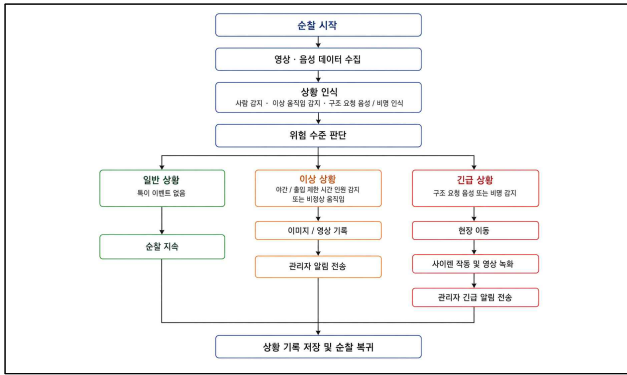 순찰 시작
영상 · 음성 데이터 수집
상황 인식
사람 감지 · 이상 움직임 감지 · 구조 요청 음성 / 비명 인식
위험 수준 판단
일반 상황
특이 이벤트 없음
순찰 지속
이상 상황
야간 / 출입 제한 시간 인원 감지
또는 비정상 움직임
이미지 / 영상 기록
관리자 알림 전송
긴급 상황
구조 요청 음성 또는 비명 감지
현장 이동
사이렌 작동 및 영상 녹화
관리자 긴급 알림 전송
상황 기록 저장 및 순찰 복귀